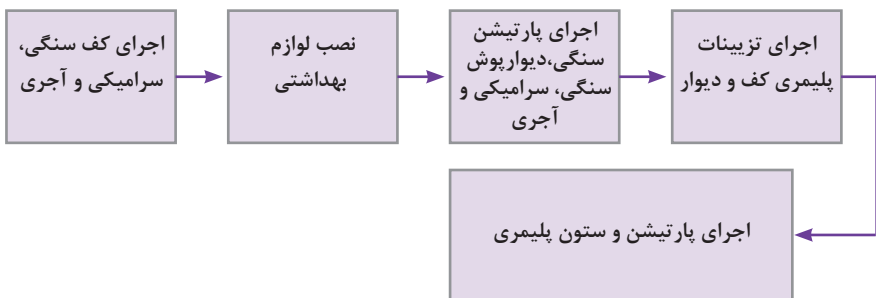 اجرای کف سنگی،
سرامیکی و آجری
نصب لوازم
بهداشتی
اجرای پارتیشن
سنگی،دیوارپوش
سنگی، سرامیکی و
آجری
اجرای تزیینات
پلیمری کف و دیوار
اجرای پارتیشن و ستون پلیمری